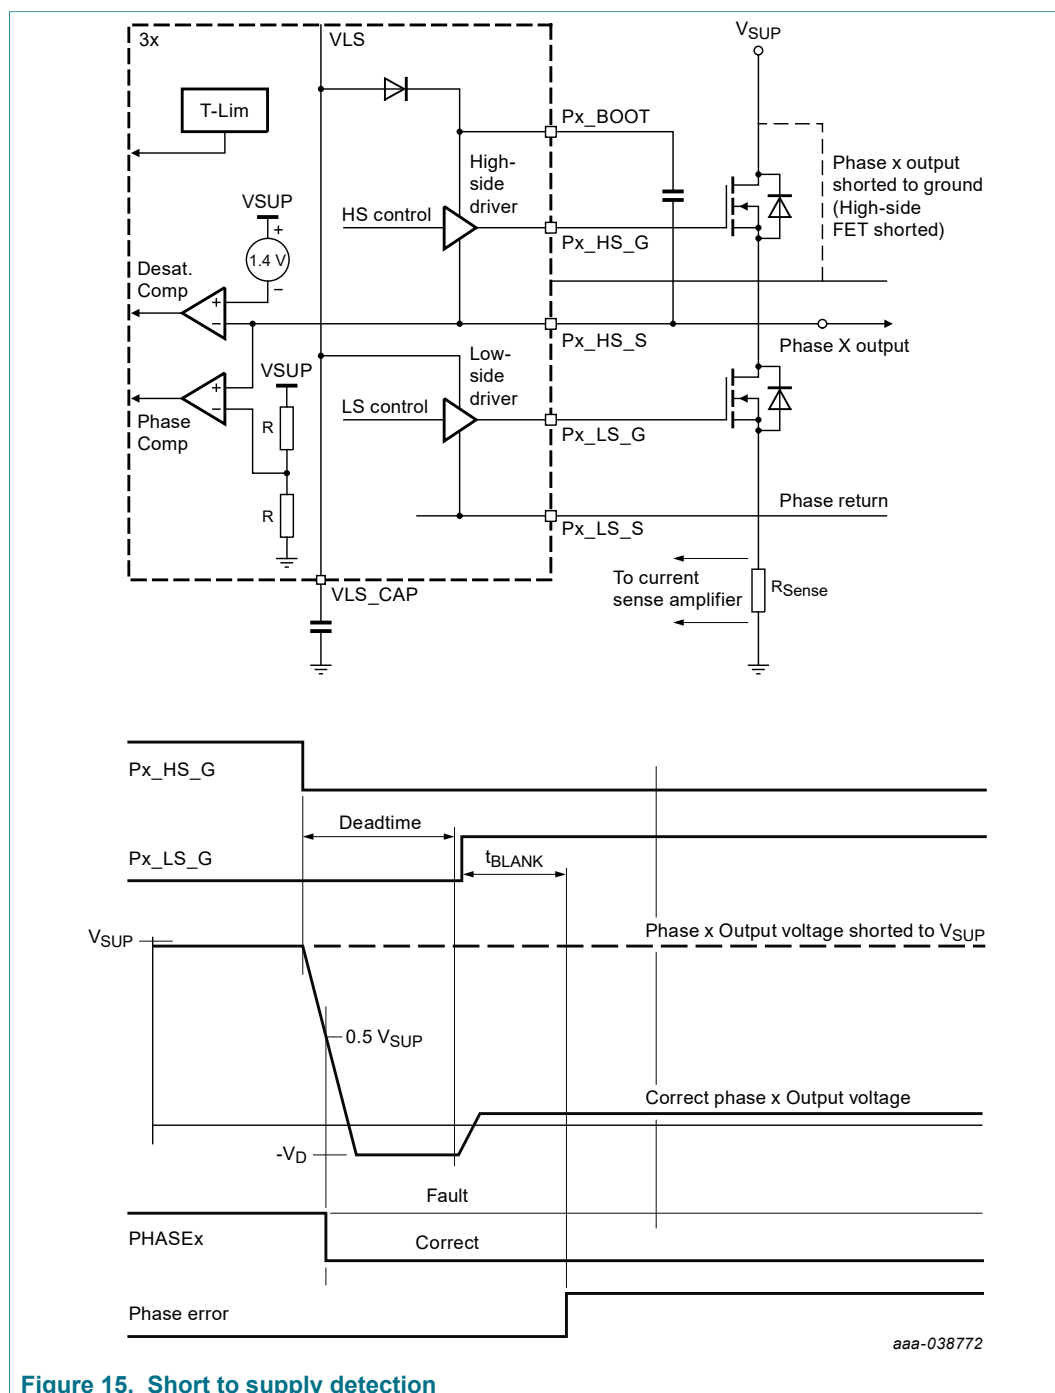 3x
VLS
V_SUP
T-Lim
Px_BOOT
High-
side
driver
Phase x output
shorted to ground
(High-side
FET shorted)
VSUP
+
1.4 V
−
HS control
Px_HS_G
Desat.
Comp
+
−
Px_HS_S
Phase X output
Low-
side
driver
VSUP
+
−
LS control
Px_LS_G
Phase
Comp
R
R
Phase return
Px_LS_S
To current
sense amplifier
RSense
VLS_CAP
Px_HS_G
Deadtime
Px_LS_G
tBLANK
VSUP
Phase x Output voltage shorted to VSUP
0.5 VSUP
Correct phase x Output voltage
-VD
Fault
PHASEx
Correct
Phase error
aaa-038772
Figure 15. Short to supply detection